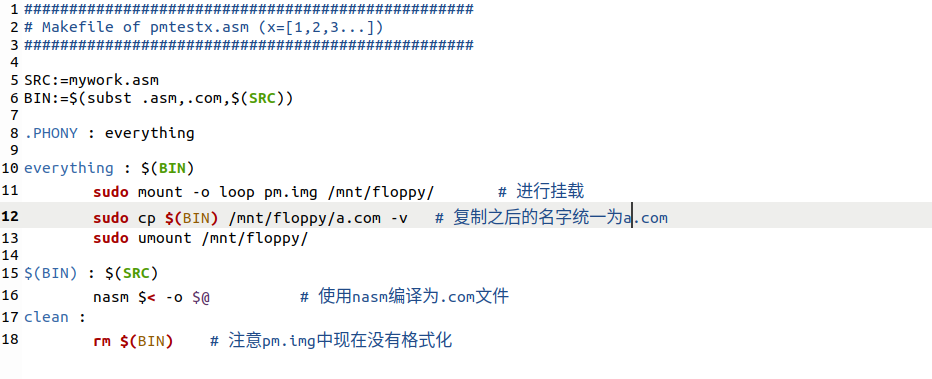 1 ##################################################
2 # Makefile of pmtestx.asm (x=[1,2,3...])
3 ##################################################
4
5 SRC:=mywork.asm
6 BIN:=$(subst .asm,.com,$(SRC))
7
8 .PHONY : everything
9
10 everything : $(BIN)
11 sudo mount -o loop pm.img /mnt/floppy/ # 进行挂载
12 sudo cp $(BIN) /mnt/floppy/a.com -v # 复制之后的名字统一为a.com
13 sudo umount /mnt/floppy/
14
15 $(BIN) : $(SRC)
16 nasm $< -o $@ # 使用nasm编译为.com文件
17 clean :
18 rm $(BIN) # 注意pm.img中现在没有格式化